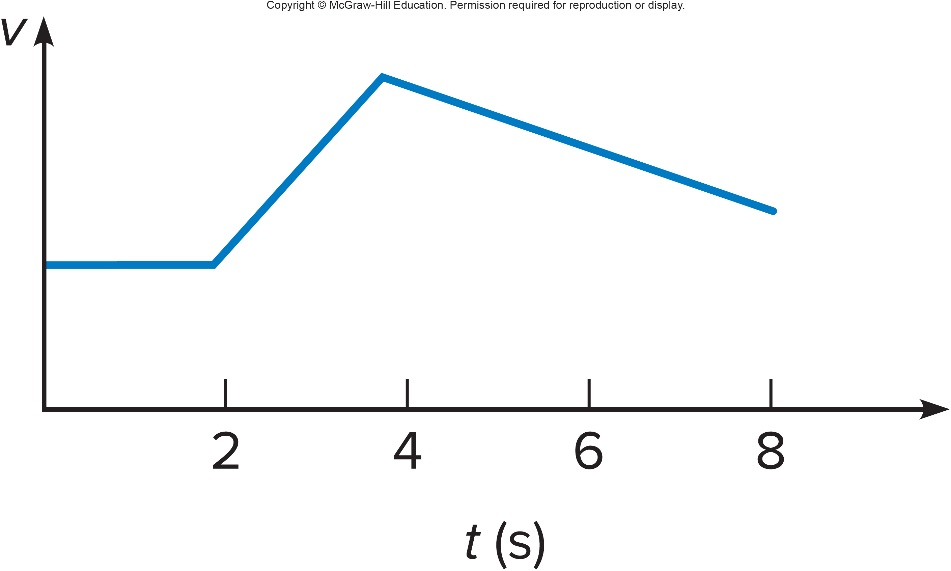 Copyright © McGraw-Hill Education. Permission required for reproduction or display.
v
2 4 6 8
t (s)